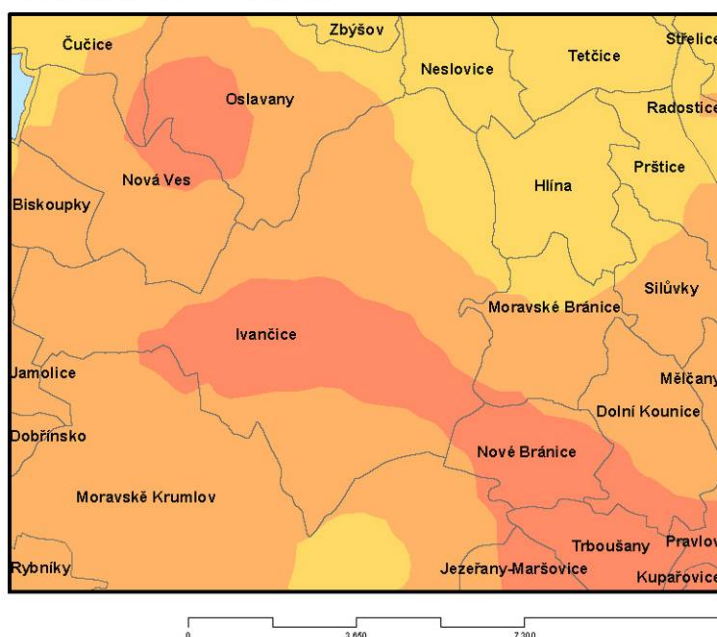 Zbýšov
Čučice
Střelice
Tetčice
Neslovice
Oslavany
Radostice
Prštice
Nová Ves
Hlína
Biskoupky
Silůvky
Moravské Bránice
Ivančice
Jamolice
Mělčany
Dolní Kounice
Dobřínsko
Nové Bránice
Moravskě Krumlov
Pravlov
Trboušany
Rybníky
Jezeřany-Maršovice
Kupařovice
0 3 650 7 300